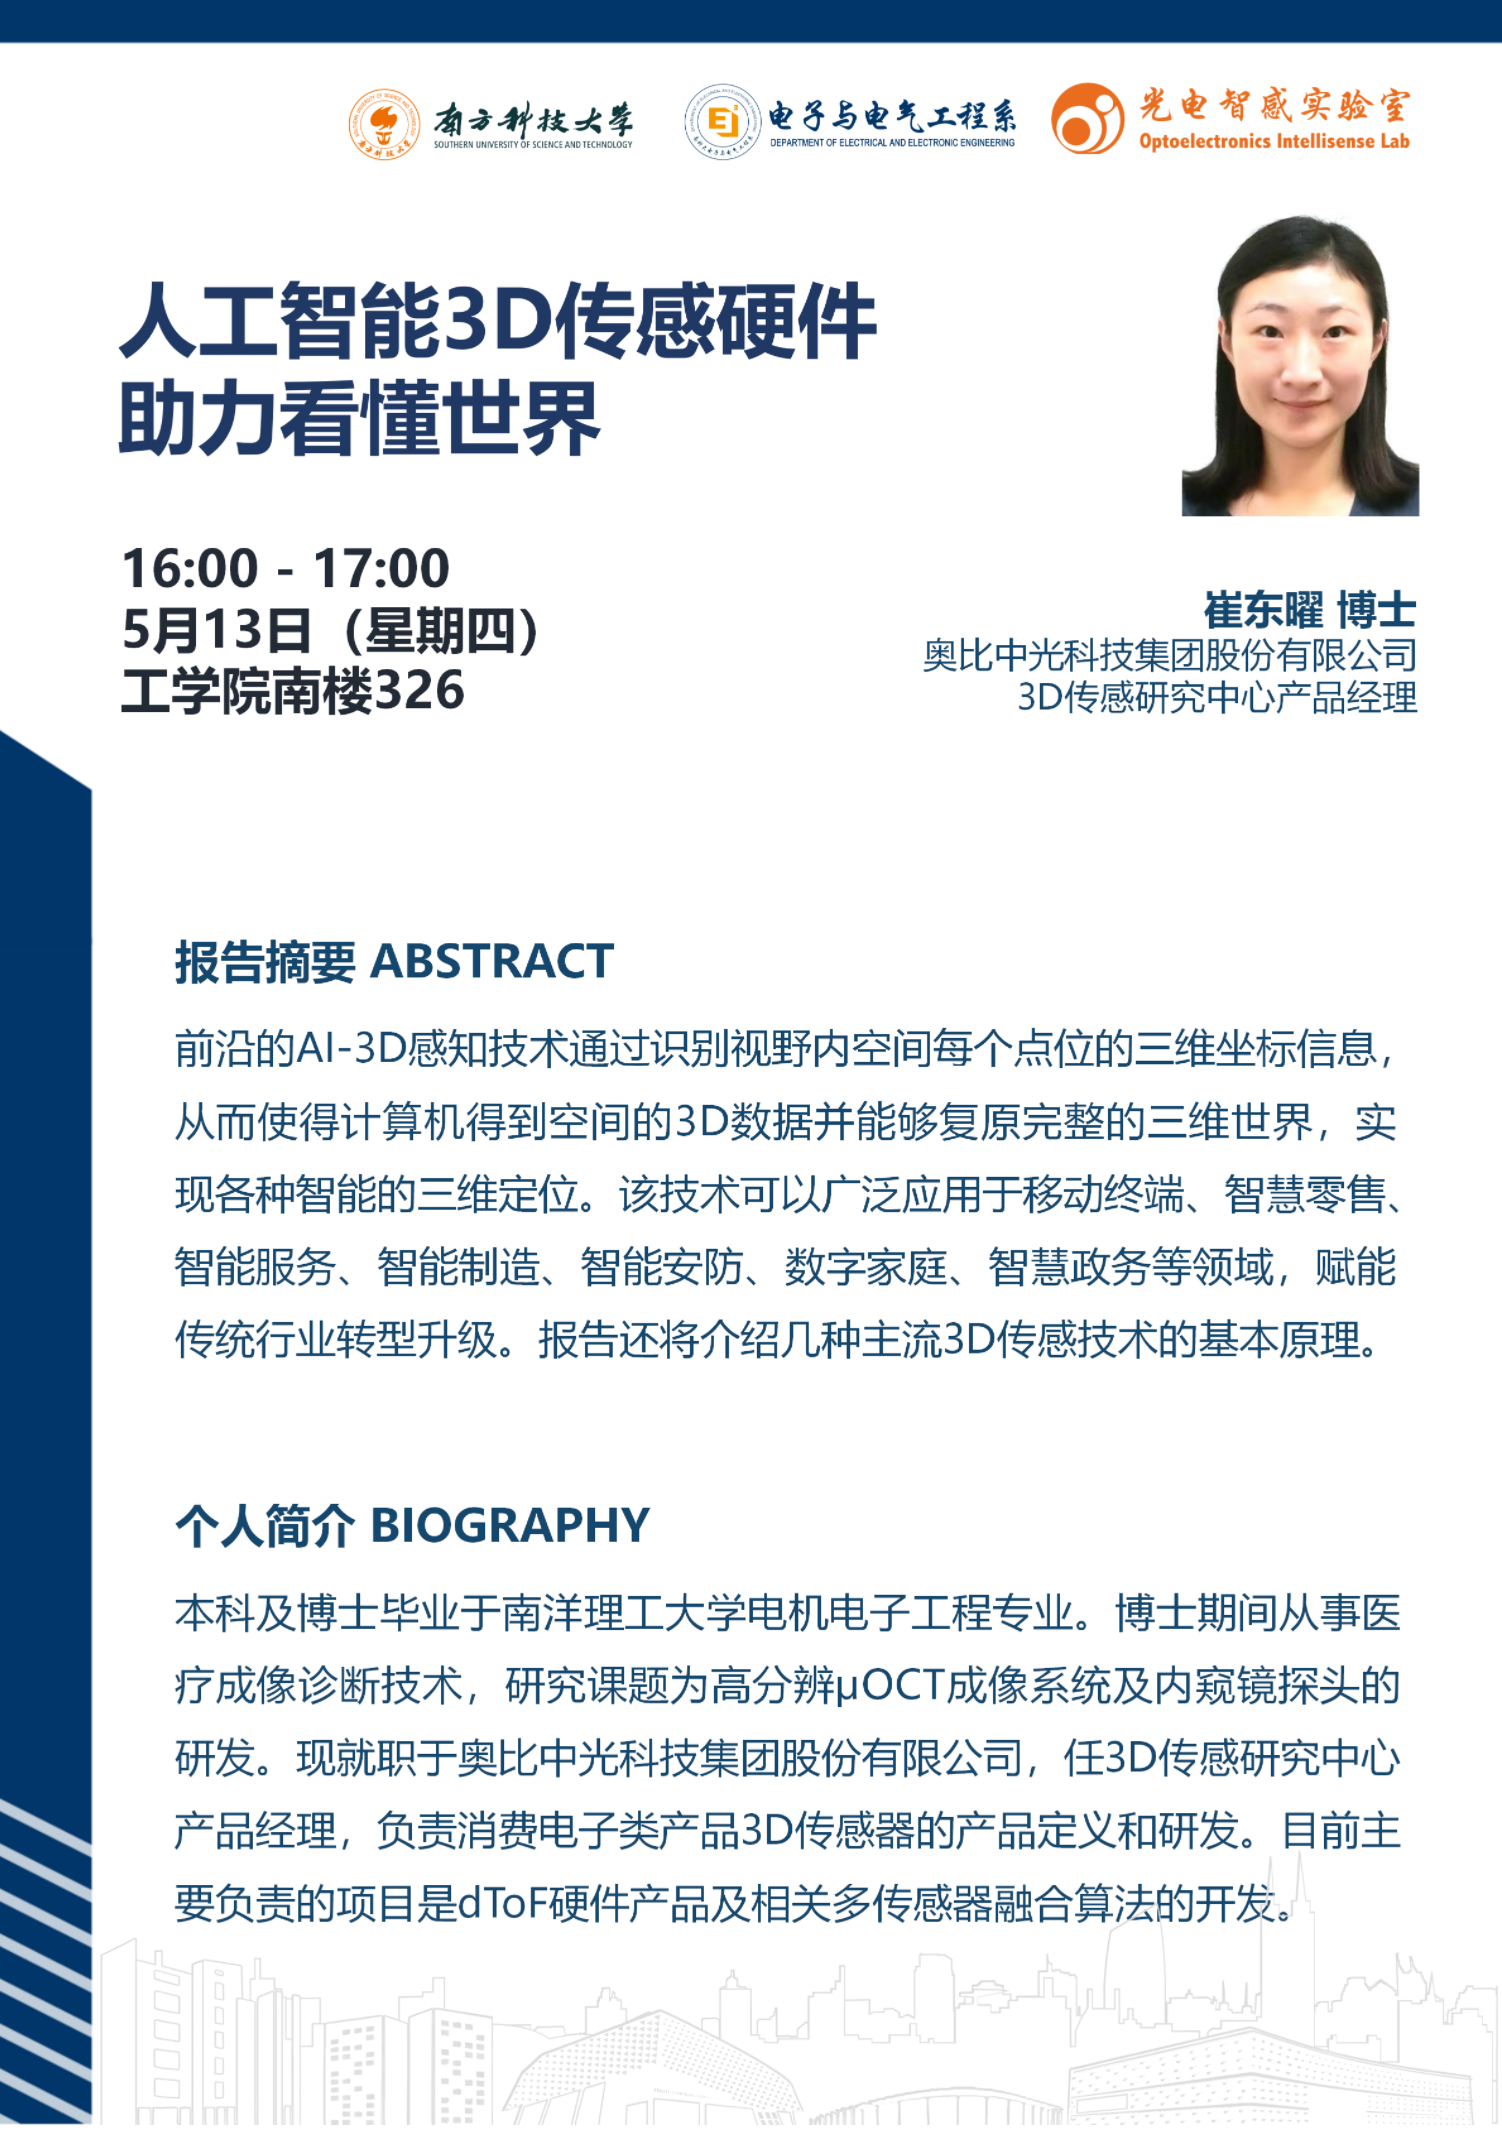 南方科技大学
SOUTHERN UNIVERSITY OF SCIENCE AND TECHNOLOGY
电子与电气工程系
DEPARTMENT OF ELECTRICAL AND ELECTRONIC ENGINEERING
光电智感实验室
Optoelectronics Intellisense Lab
人工智能3D传感硬件
助力看懂世界
16:00 - 17:00
5月13日（星期四）
工学院南楼326
崔东曜 博士
奥比中光科技集团股份有限公司
3D传感研究中心产品经理
报告摘要 ABSTRACT
前沿的AI-3D感知技术通过识别视野内空间每个点位的三维坐标信息，
从而使得计算机得到空间的3D数据并能够复原完整的三维世界，实
现各种智能的三维定位。该技术可以广泛应用于移动终端、智慧零售、
智能服务、智能制造、智能安防、数字家庭、智慧政务等领域，赋能
传统行业转型升级。报告还将介绍几种主流3D传感技术的基本原理。
个人简介 BIOGRAPHY
本科及博士毕业于南洋理工大学电机电子工程专业。博士期间从事医
疗成像诊断技术，研究课题为高分辨μOCT成像系统及内窥镜探头的
研发。现就职于奥比中光科技集团股份有限公司，任3D传感研究中心
产品经理，负责消费电子类产品3D传感器的产品定义和研发。目前主
要负责的项目是dToF硬件产品及相关多传感器融合算法的开发。